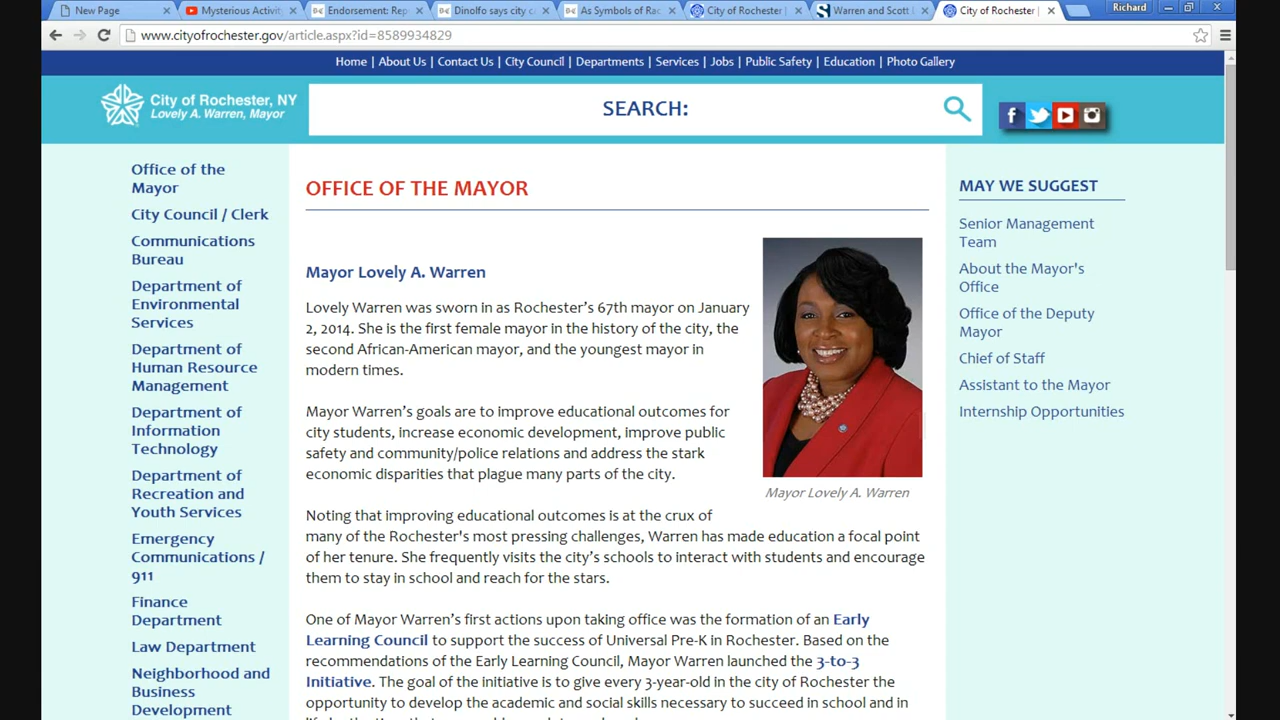 New Page
Mysterious Activit
Endorsement: Rep
Dinolfo says city c
As Symbols of Rac
City of Rochester |
Warren and Scott
City of Rochester |
Richard
www.cityofrochester.gov/article.aspx?id=8589934829
Home | About Us | Contact Us | City Council | Departments | Services | Jobs | Public Safety | Education | Photo Gallery
City of Rochester, NY
Lovely A. Warren, Mayor
SEARCH:
Office of the
Mayor
City Council / Clerk
Communications
Bureau
Department of
Environmental
Services
Department of
Human Resource
Management
Department of
Information
Technology
Department of
Recreation and
Youth Services
Emergency
Communications /
911
Finance
Department
Law Department
Neighborhood and
Business
Development
OFFICE OF THE MAYOR
Mayor Lovely A. Warren
Lovely Warren was sworn in as Rochester's 67th mayor on January
2, 2014. She is the first female mayor in the history of the city, the
second African-American mayor, and the youngest mayor in
modern times.
Mayor Warren's goals are to improve educational outcomes for
city students, increase economic development, improve public
safety and community/police relations and address the stark
economic disparities that plague many parts of the city.
Mayor Lovely A. Warren
Noting that improving educational outcomes is at the crux of
many of the Rochester's most pressing challenges, Warren has made education a focal point
of her tenure. She frequently visits the city's schools to interact with students and encourage
them to stay in school and reach for the stars.
One of Mayor Warren's first actions upon taking office was the formation of an Early
Learning Council to support the success of Universal Pre-K in Rochester. Based on the
recommendations of the Early Learning Council, Mayor Warren launched the 3-to-3
Initiative. The goal of the initiative is to give every 3-year-old in the city of Rochester the
opportunity to develop the academic and social skills necessary to succeed in school and in
MAY WE SUGGEST
Senior Management
Team
About the Mayor's
Office
Office of the Deputy
Mayor
Chief of Staff
Assistant to the Mayor
Internship Opportunities